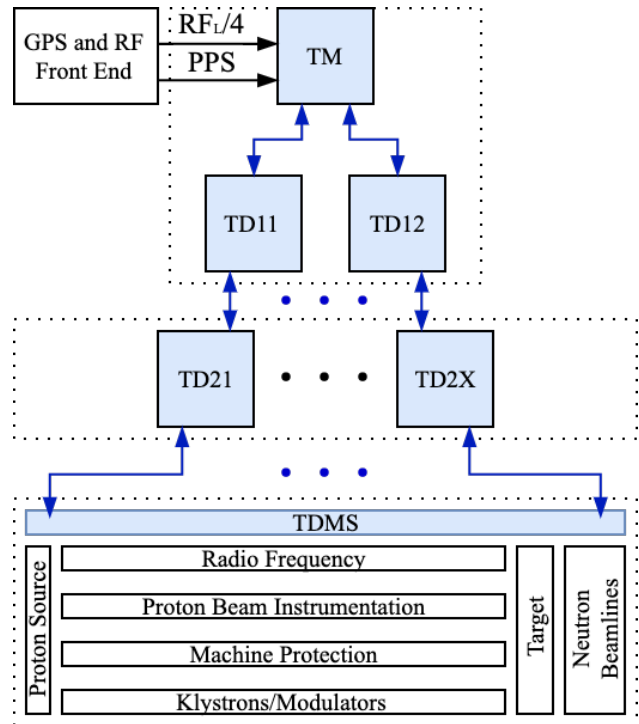 GPS and RF
Front End
RFL/4
PPS
TM
TD11
TD12
TD21
TD2X
TDMS
Proton Source
Radio Frequency
Proton Beam Instrumentation
Machine Protection
Klystrons/Modulators
Target
Neutron
Beamlines